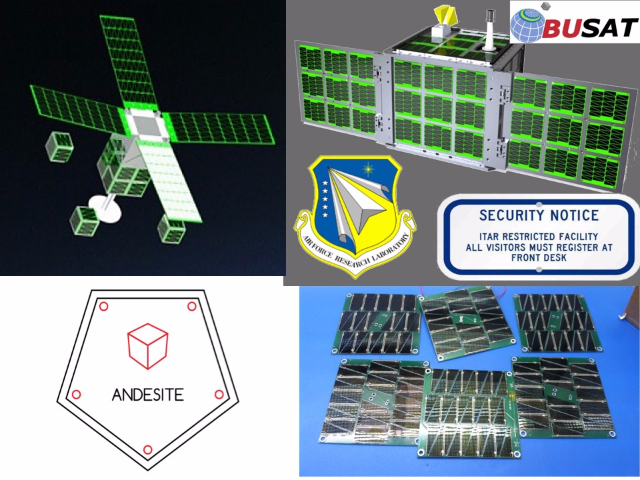 BUSAT
AIR FORCE RESEARCH LABORATORY
SECURITY NOTICE
ITAR RESTRICTED FACILITY
ALL VISITORS MUST REGISTER AT
FRONT DESK
ANDESITE